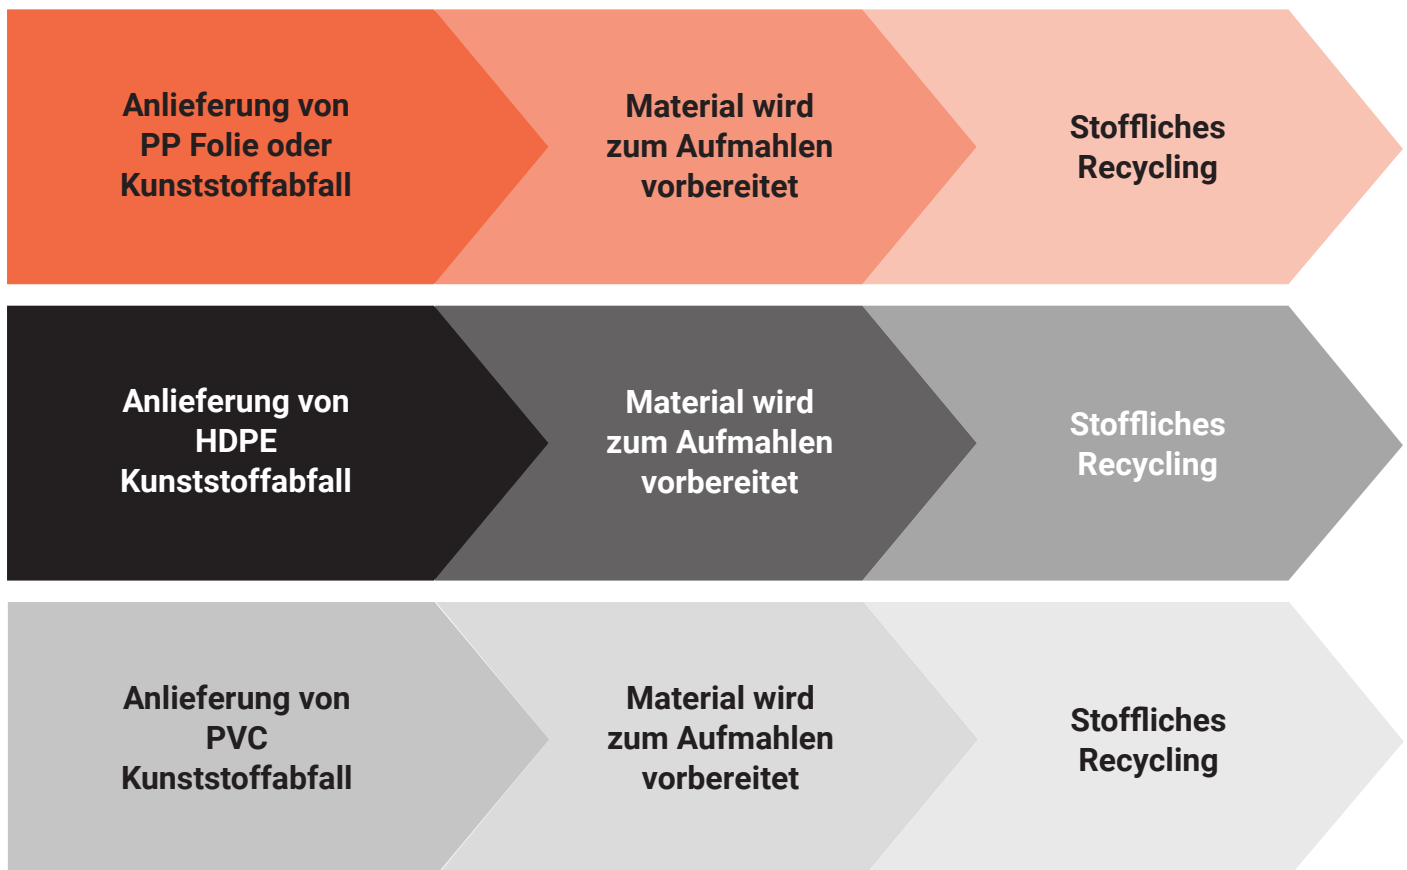 Anlieferung von
PP Folie oder
Kunststoffabfall
Material wird
zum Aufmahlen
vorbereitet
Stoffliches
Recycling
Anlieferung von
HDPE
Kunststoffabfall
Material wird
zum Aufmahlen
vorbereitet
Stoffliches
Recycling
Anlieferung von
PVC
Kunststoffabfall
Material wird
zum Aufmahlen
vorbereitet
Stoffliches
Recycling